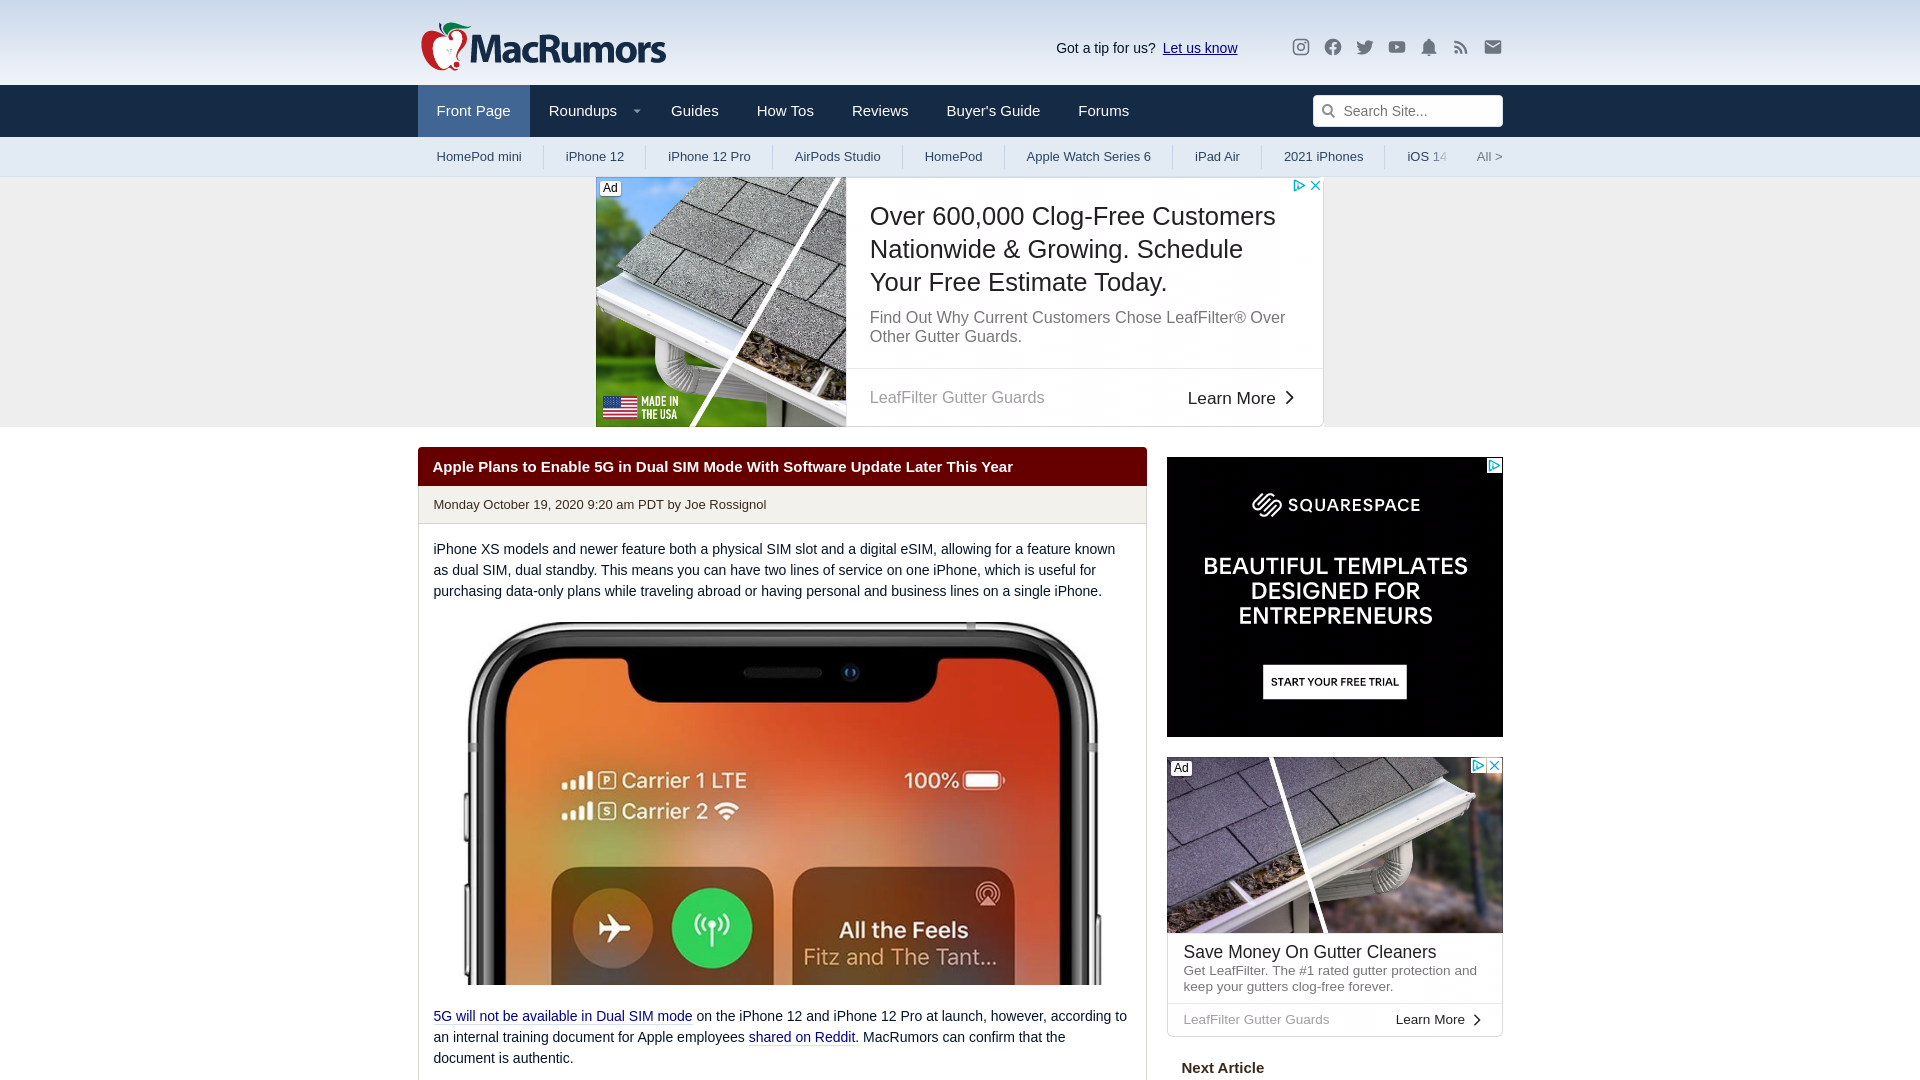 MacRumors
Got a tip for us? Let us know
Front Page
Roundups
Guides
How Tos
Reviews
Buyer's Guide
Forums
Search Site...
HomePod mini
iPhone 12
iPhone 12 Pro
AirPods Studio
HomePod
Apple Watch Series 6
iPad Air
2021 iPhones
iOS 14
All >
Ad
MADE IN
THE USA
Over 600,000 Clog-Free Customers
Nationwide & Growing. Schedule
Your Free Estimate Today.
Find Out Why Current Customers Chose LeafFilter® Over
Other Gutter Guards.
LeafFilter Gutter Guards
Learn More
Apple Plans to Enable 5G in Dual SIM Mode With Software Update Later This Year
Monday October 19, 2020 9:20 am PDT by Joe Rossignol
iPhone XS models and newer feature both a physical SIM slot and a digital eSIM, allowing for a feature known
as dual SIM, dual standby. This means you can have two lines of service on one iPhone, which is useful for
purchasing data-only plans while traveling abroad or having personal and business lines on a single iPhone.
P Carrier 1 LTE
100%
S Carrier 2
All the Feels
Fitz and The Tant...
5G will not be available in Dual SIM mode on the iPhone 12 and iPhone 12 Pro at launch, however, according to
an internal training document for Apple employees shared on Reddit. MacRumors can confirm that the
document is authentic.
SQUARESPACE
BEAUTIFUL TEMPLATES
DESIGNED FOR
ENTREPRENEURS
START YOUR FREE TRIAL
Ad
Save Money On Gutter Cleaners
Get LeafFilter. The #1 rated gutter protection and
keep your gutters clog-free forever.
LeafFilter Gutter Guards
Learn More
Next Article